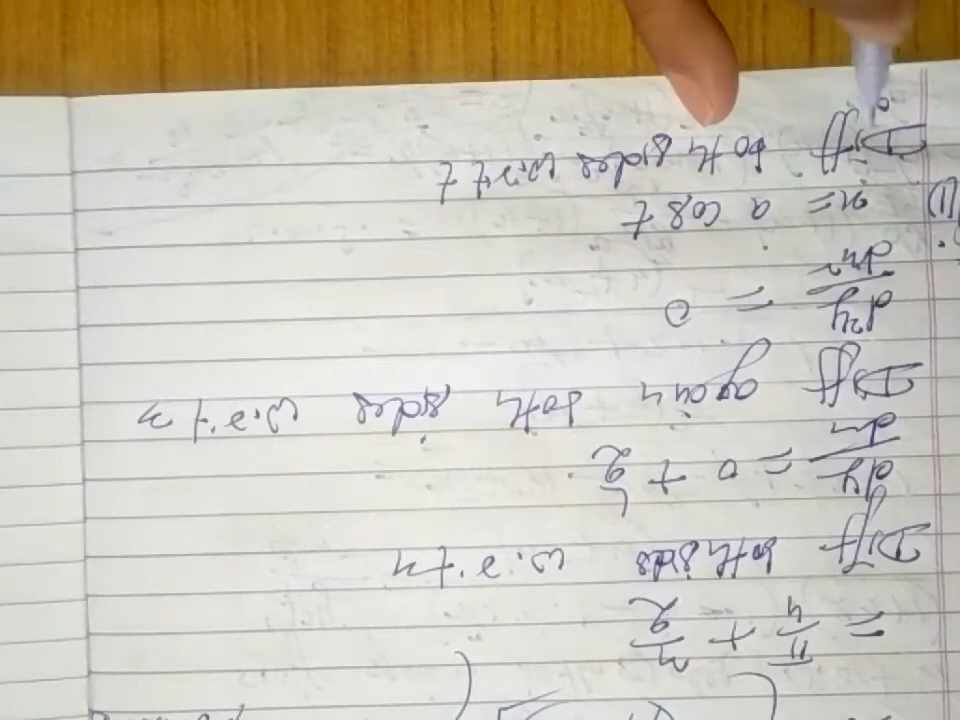 = π/4 + x/2
Diff both sides w.r.t x
dy/dx = 0 + 1/2
Diff again both sides w.r.t x
d²y/dx² = 0
x = a cos t
Diff both sides w.r.t t